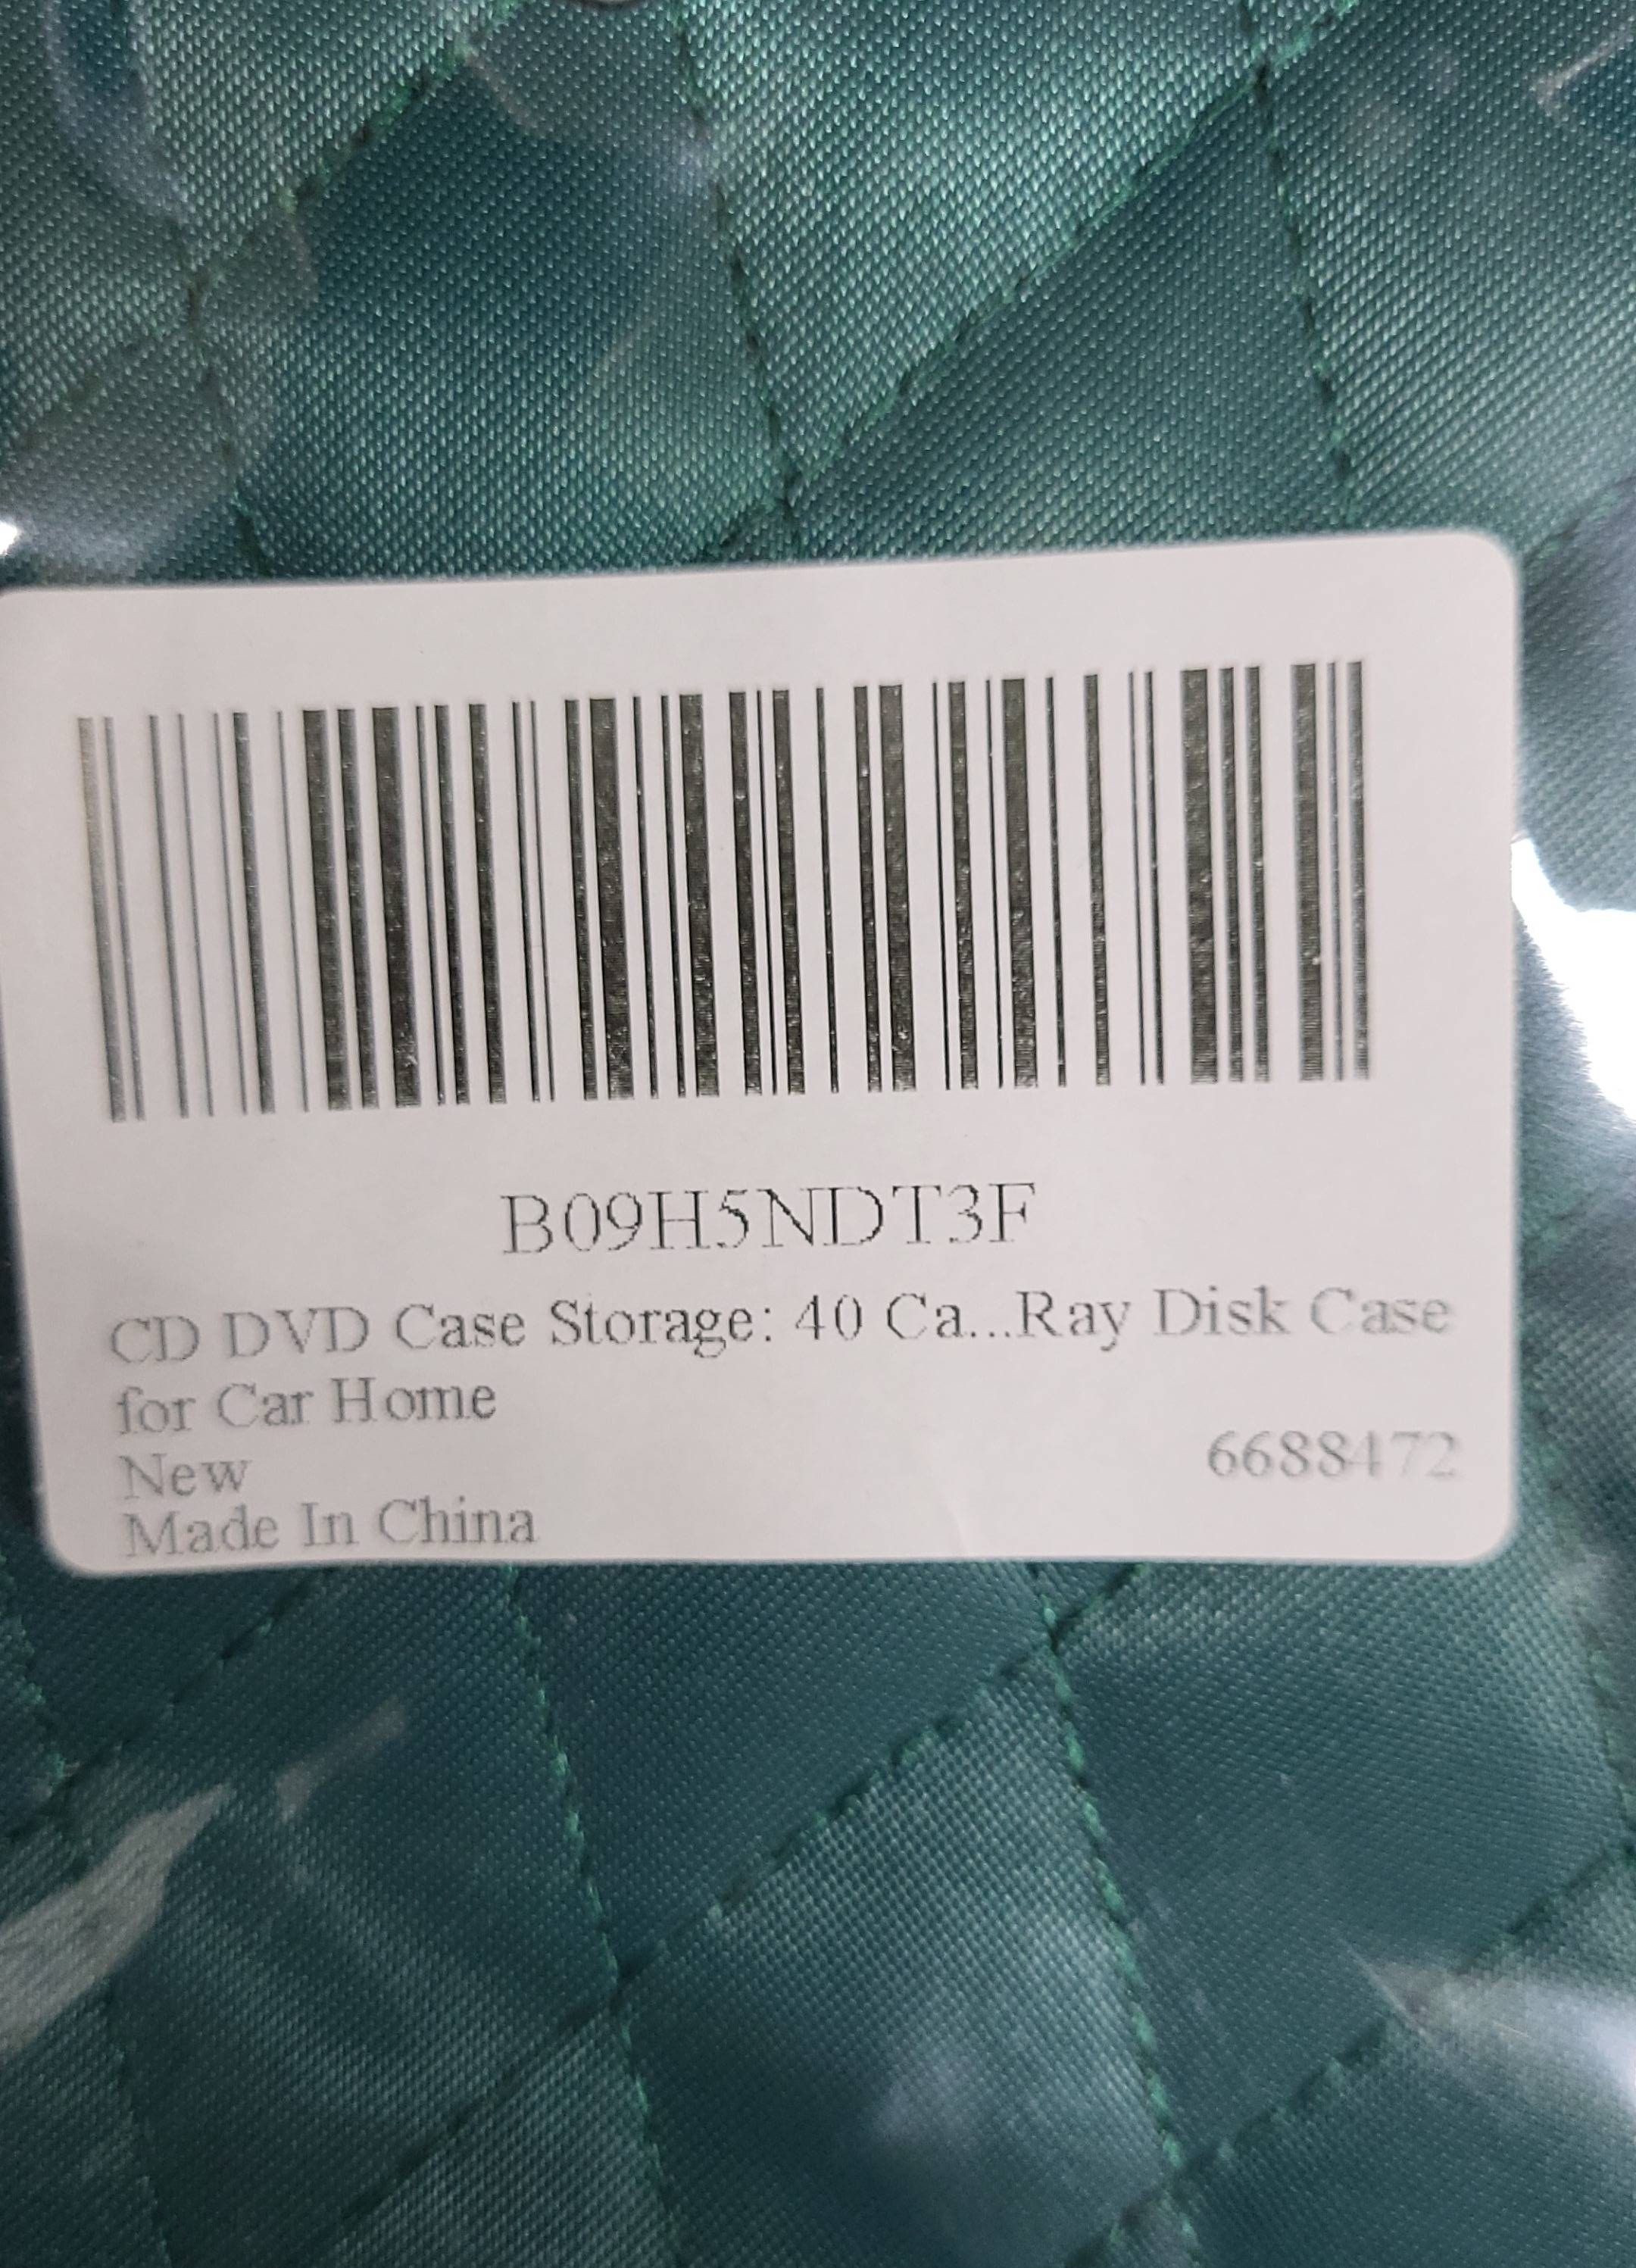 B09H5NDT3F
CD DVD Case Storage: 40 Ca...Ray Disk Case
for Car Home
New
6688472
Made In China